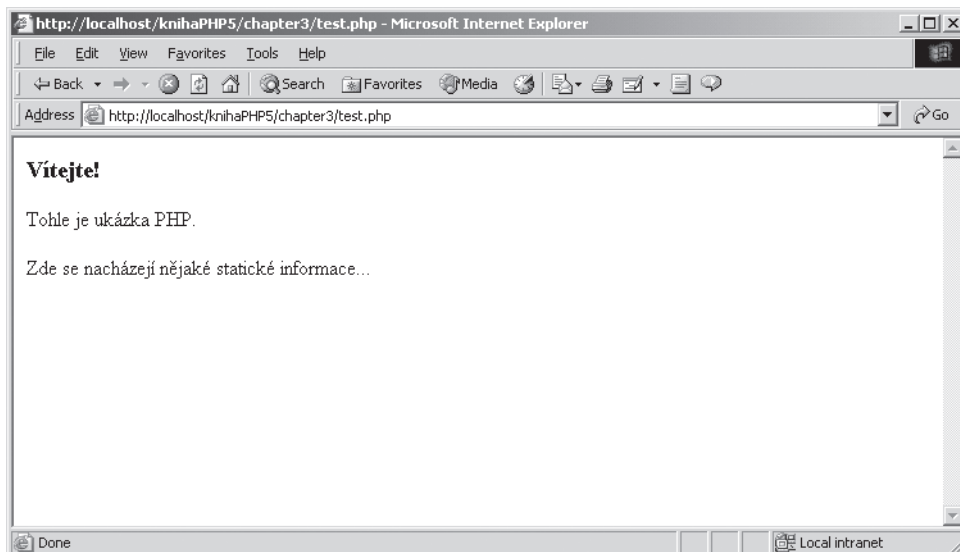 http://localhost/knihaPHP5/chapter3/test.php - Microsoft Internet Explorer
File Edit View Favorites Tools Help
Back Search Favorites Media
Address http://localhost/knihaPHP5/chapter3/test.php Go
Vítejte!
Tohle je ukázka PHP.
Zde se nacházejí nějaké statické informace...
Done Local intranet